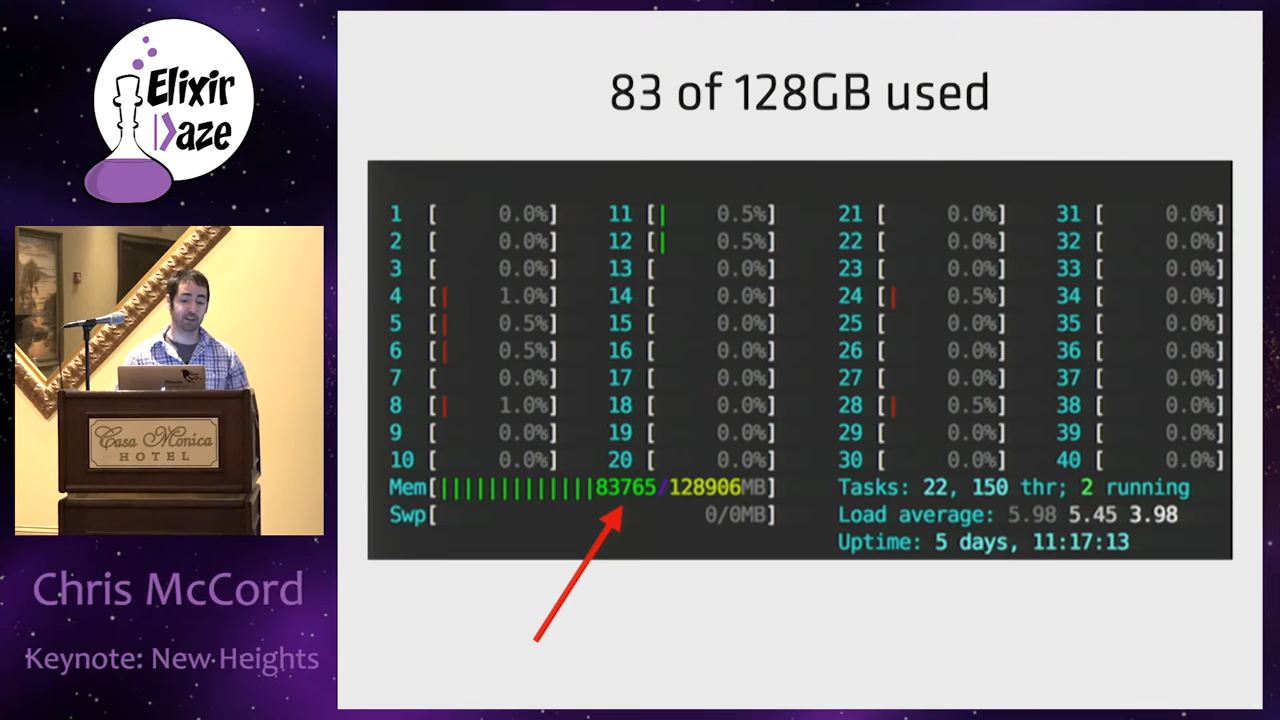 Elixir
Daze
83 of 128GB used
1 [ 0.0%] 11 [| 0.5%] 21 [ 0.0%] 31 [ 0.0%]
2 [ 0.0%] 12 [| 0.5%] 22 [ 0.0%] 32 [ 0.0%]
3 [ 0.0%] 13 [ 0.0%] 23 [ 0.0%] 33 [ 0.0%]
4 [| 1.0%] 14 [ 0.0%] 24 [| 0.5%] 34 [ 0.0%]
5 [| 0.5%] 15 [ 0.0%] 25 [ 0.0%] 35 [ 0.0%]
6 [| 0.5%] 16 [ 0.0%] 26 [ 0.0%] 36 [ 0.0%]
7 [ 0.0%] 17 [ 0.0%] 27 [ 0.0%] 37 [ 0.0%]
8 [| 1.0%] 18 [ 0.0%] 28 [| 0.5%] 38 [ 0.0%]
9 [ 0.0%] 19 [ 0.0%] 29 [ 0.0%] 39 [ 0.0%]
10 [ 0.0%] 20 [ 0.0%] 30 [ 0.0%] 40 [ 0.0%]
Mem[|||||||||||||83765/128906MB] Tasks: 22, 150 thr; 2 running
Swp[ 0/0MB] Load average: 5.98 5.45 3.98
Uptime: 5 days, 11:17:13
Casa Monica
HOTEL
Chris McCord
Keynote: New Heights